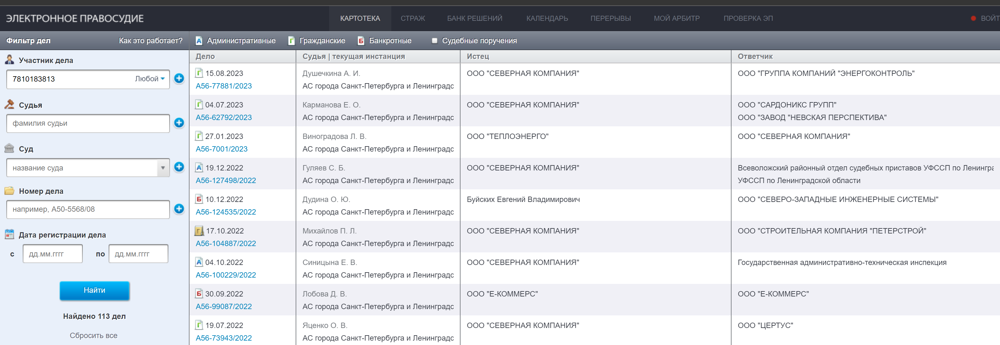 ЭЛЕКТРОННОЕ ПРАВОСУДИЕ КАРТОТЕКА СТРАЖ БАНК РЕШЕНИЙ КАЛЕНДАРЬ ПЕРЕРЫВЫ МОЙ АРБИТР ПРОВЕРКА ЭП ВОЙТ
Фильтр дел Как это работает? А Административные Г Гражданские Б Банкротные Судебные поручения
Участник дела
7810183813 Любой
Судья
фамилия судьи
Суд
название суда
Номер дела
например, А50-5568/08
Дата регистрации дела
с дд.мм.гггг по дд.мм.гггг
Найти
Найдено 113 дел
Сбросить все
Дело Судья | текущая инстанция Истец Ответчик
Г 15.08.2023 Душечкина А. И. ООО "СЕВЕРНАЯ КОМПАНИЯ" ООО "ГРУППА КОМПАНИЙ "ЭНЕРГОКОНТРОЛЬ"
А56-77881/2023 АС города Санкт-Петербурга и Ленинградс
Г 04.07.2023 Карманова Е. О. ООО "СЕВЕРНАЯ КОМПАНИЯ" ООО "САРДОНИКС ГРУПП"
А56-62792/2023 АС города Санкт-Петербурга и Ленинградс ООО "ЗАВОД "НЕВСКАЯ ПЕРСПЕКТИВА"
Г 27.01.2023 Виноградова Л. В. ООО "ТЕПЛОЭНЕРГО" ООО "СЕВЕРНАЯ КОМПАНИЯ"
А56-7001/2023 АС города Санкт-Петербурга и Ленинградс
А 19.12.2022 Гуляев С. Б. ООО "СЕВЕРНАЯ КОМПАНИЯ" Всеволожский районный отдел судебных приставов УФССП по Ленингра
А56-127498/2022 АС города Санкт-Петербурга и Ленинградс УФССП по Ленинградской области
Б 10.12.2022 Дудина О. Ю. Буйских Евгений Владимирович ООО "СЕВЕРО-ЗАПАДНЫЕ ИНЖЕНЕРНЫЕ СИСТЕМЫ"
А56-124535/2022 АС города Санкт-Петербурга и Ленинградс
Г 17.10.2022 Михайлов П. Л. ООО "СЕВЕРНАЯ КОМПАНИЯ" ООО "СТРОИТЕЛЬНАЯ КОМПАНИЯ "ПЕТЕРСТРОЙ"
А56-104887/2022 АС города Санкт-Петербурга и Ленинградс
А 04.10.2022 Синицына Е. В. ООО "СЕВЕРНАЯ КОМПАНИЯ" Государственная административно-техническая инспекция
А56-100229/2022 АС города Санкт-Петербурга и Ленинградс
Б 30.09.2022 Лобова Д. В. ООО "Е-КОММЕРС" ООО "Е-КОММЕРС"
А56-99087/2022 АС города Санкт-Петербурга и Ленинградс
Г 19.07.2022 Яценко О. В. ООО "СЕВЕРНАЯ КОМПАНИЯ" ООО "ЦЕРТУС"
А56-73943/2022 АС города Санкт-Петербурга и Ленинградс